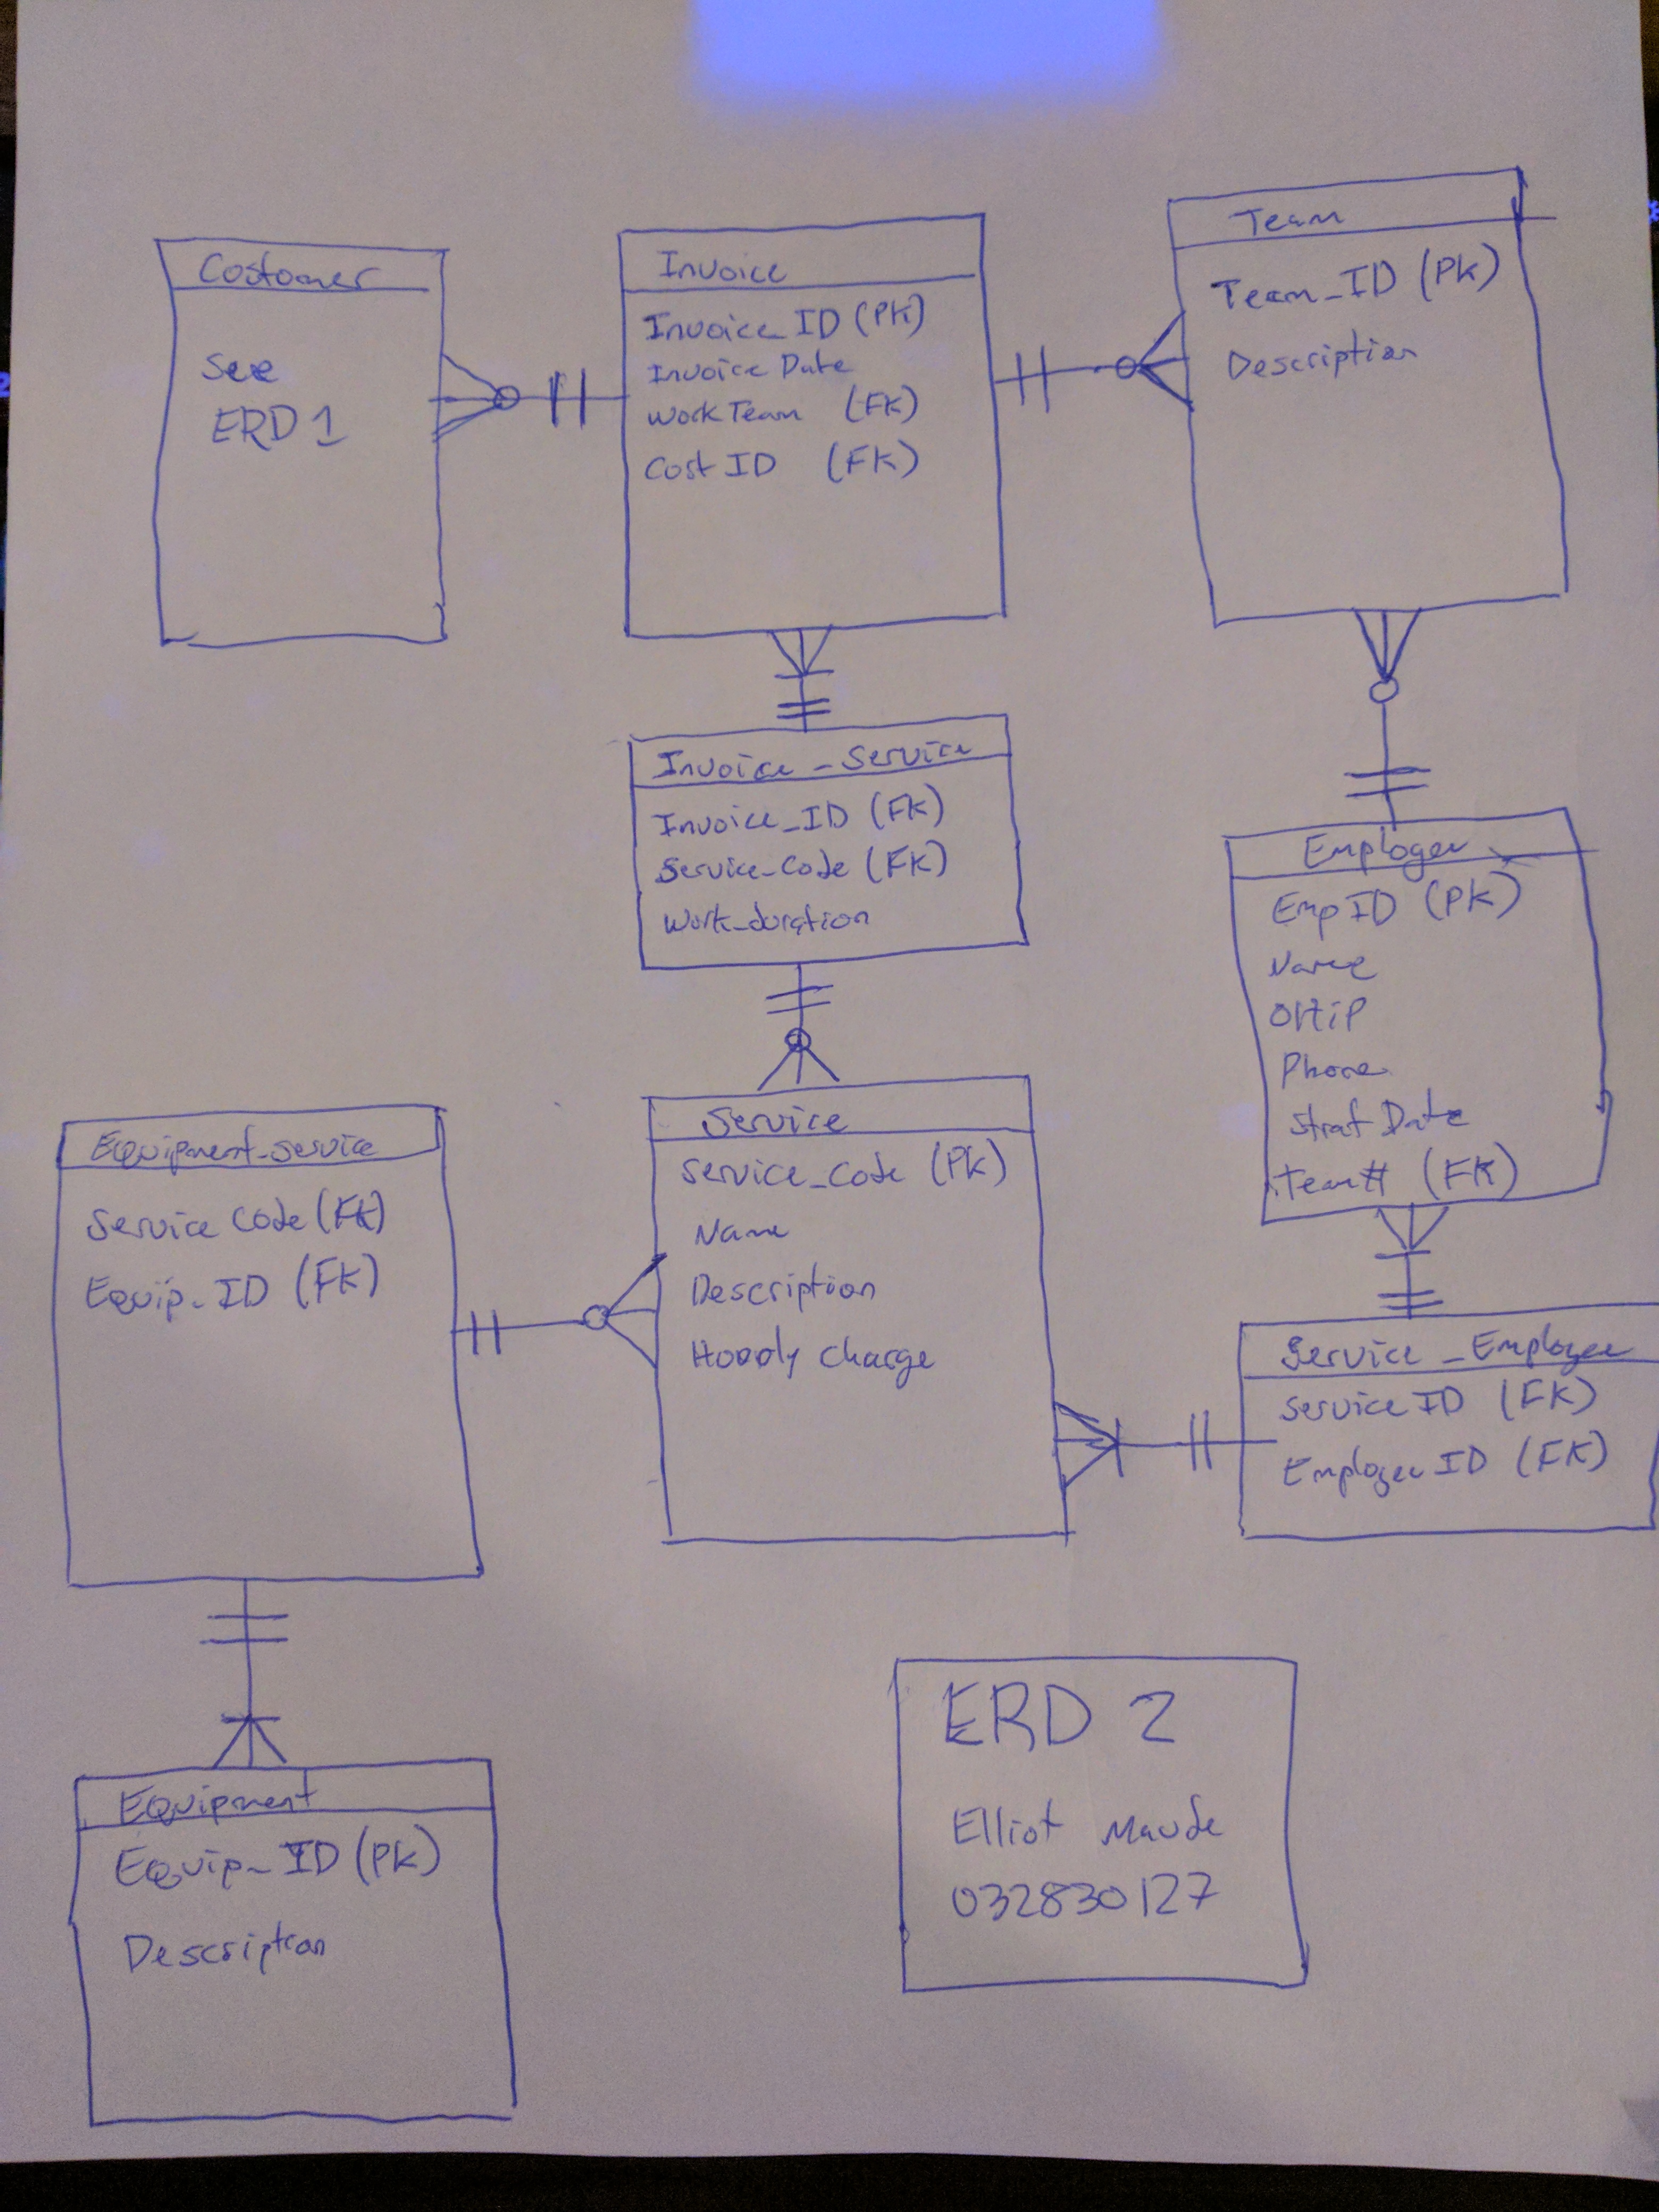 Costomer
See
ERD 1
Invoice
Invoice_ID (PK)
Invoice Date
Work Team (FK)
Cost ID (FK)
Team
Team_ID (PK)
Description
Invoice_Service
Invoice_ID (FK)
Service_Code (FK)
Work_duration
Employee
Emp ID (PK)
Name
OHiP
Phone
Strat Date
Team# (FK)
Equipment_Service
Service Code (FK)
Equip_ID (FK)
Service
Service_Code (PK)
Name
Description
Hourly Charge
Service_Employee
Service ID (FK)
Employee ID (FK)
Equipment
Equip_ID (PK)
Description
ERD 2
Elliot Maude
032830127